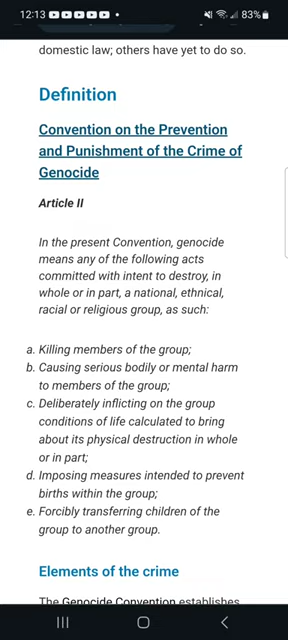 12:13
83%
domestic law; others have yet to do so.
Definition
Convention on the Prevention
and Punishment of the Crime of
Genocide
Article II
In the present Convention, genocide
means any of the following acts
committed with intent to destroy, in
whole or in part, a national, ethnical,
racial or religious group, as such:
a. Killing members of the group;
b. Causing serious bodily or mental harm
to members of the group;
c. Deliberately inflicting on the group
conditions of life calculated to bring
about its physical destruction in whole
or in part;
d. Imposing measures intended to prevent
births within the group;
e. Forcibly transferring children of the
group to another group.
Elements of the crime
The Genocide Convention establishes